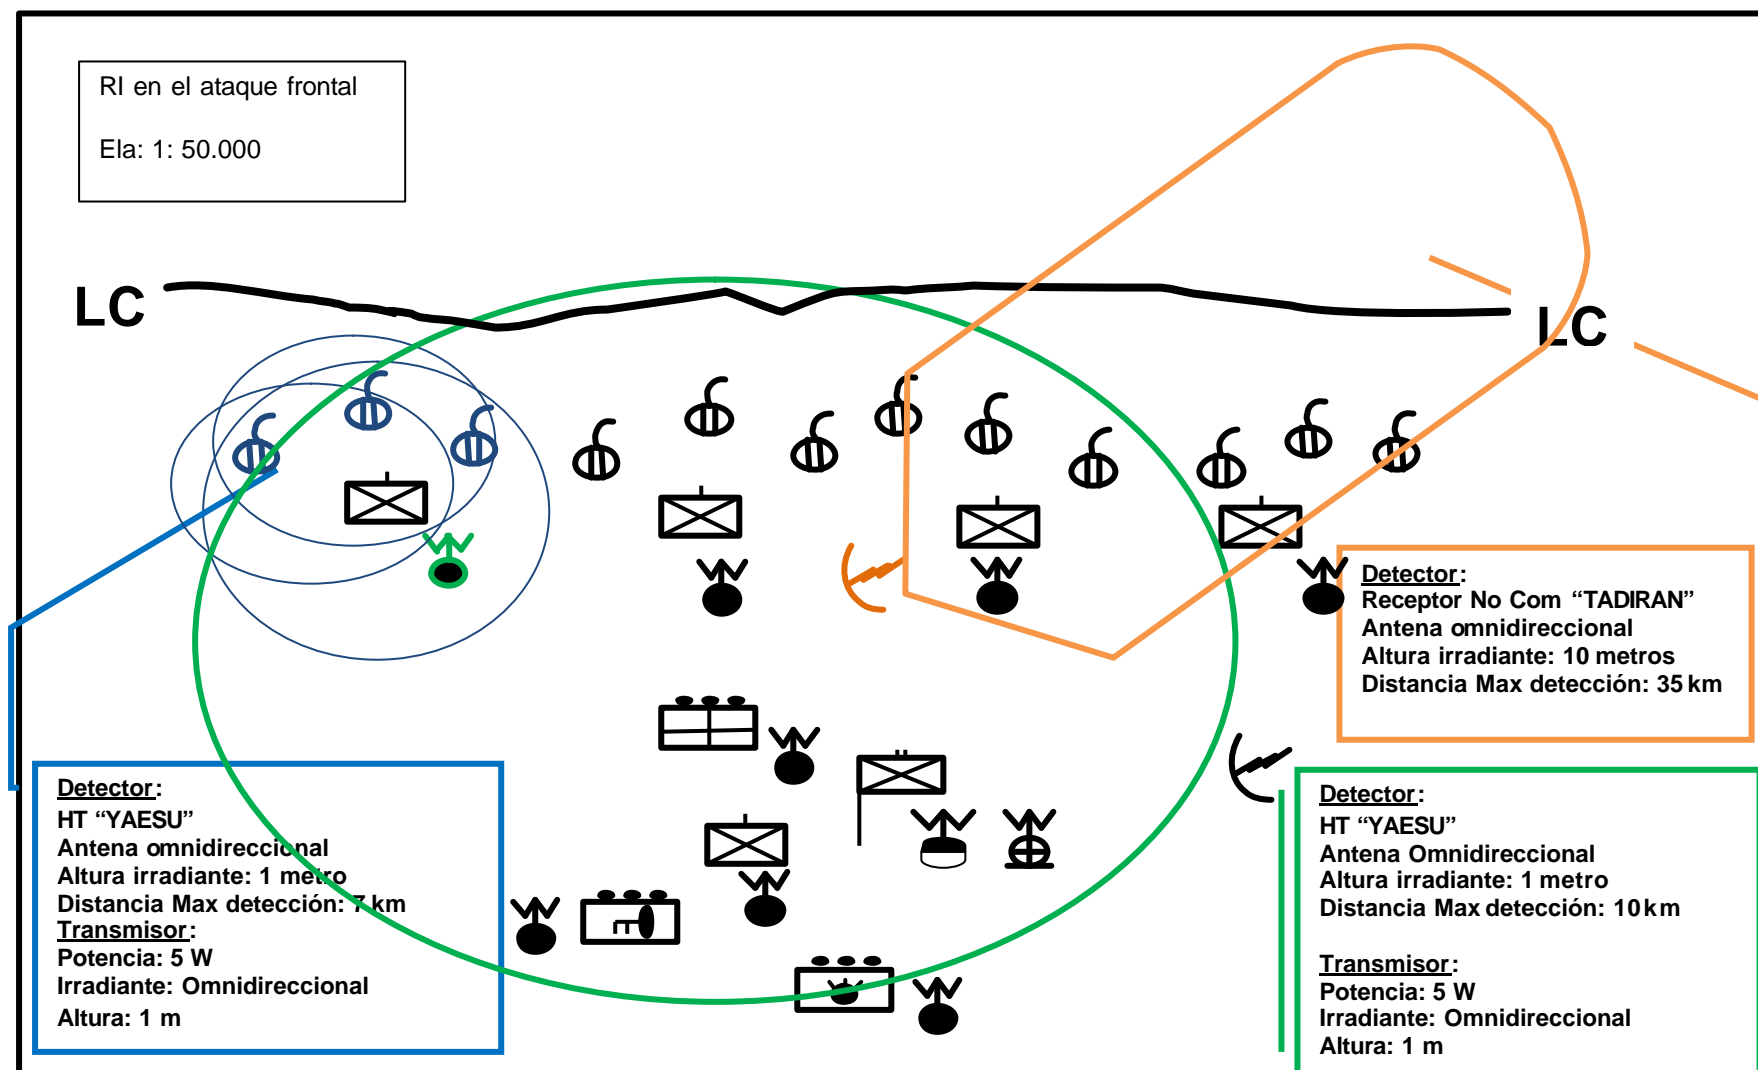 RI en el ataque frontal
Ela: 1: 50.000
LC
LC
Detector:
Receptor No Com “TADIRAN”
Antena omnidireccional
Altura irradiante: 10 metros
Distancia Max detección: 35 km
Detector:
HT “YAESU”
Antena omnidireccional
Altura irradiante: 1 metro
Distancia Max detección: 7 km
Transmisor:
Potencia: 5 W
Irradiante: Omnidireccional
Altura: 1 m
Detector:
HT “YAESU”
Antena Omnidireccional
Altura irradiante: 1 metro
Distancia Max detección: 10 km
Transmisor:
Potencia: 5 W
Irradiante: Omnidireccional
Altura: 1 m